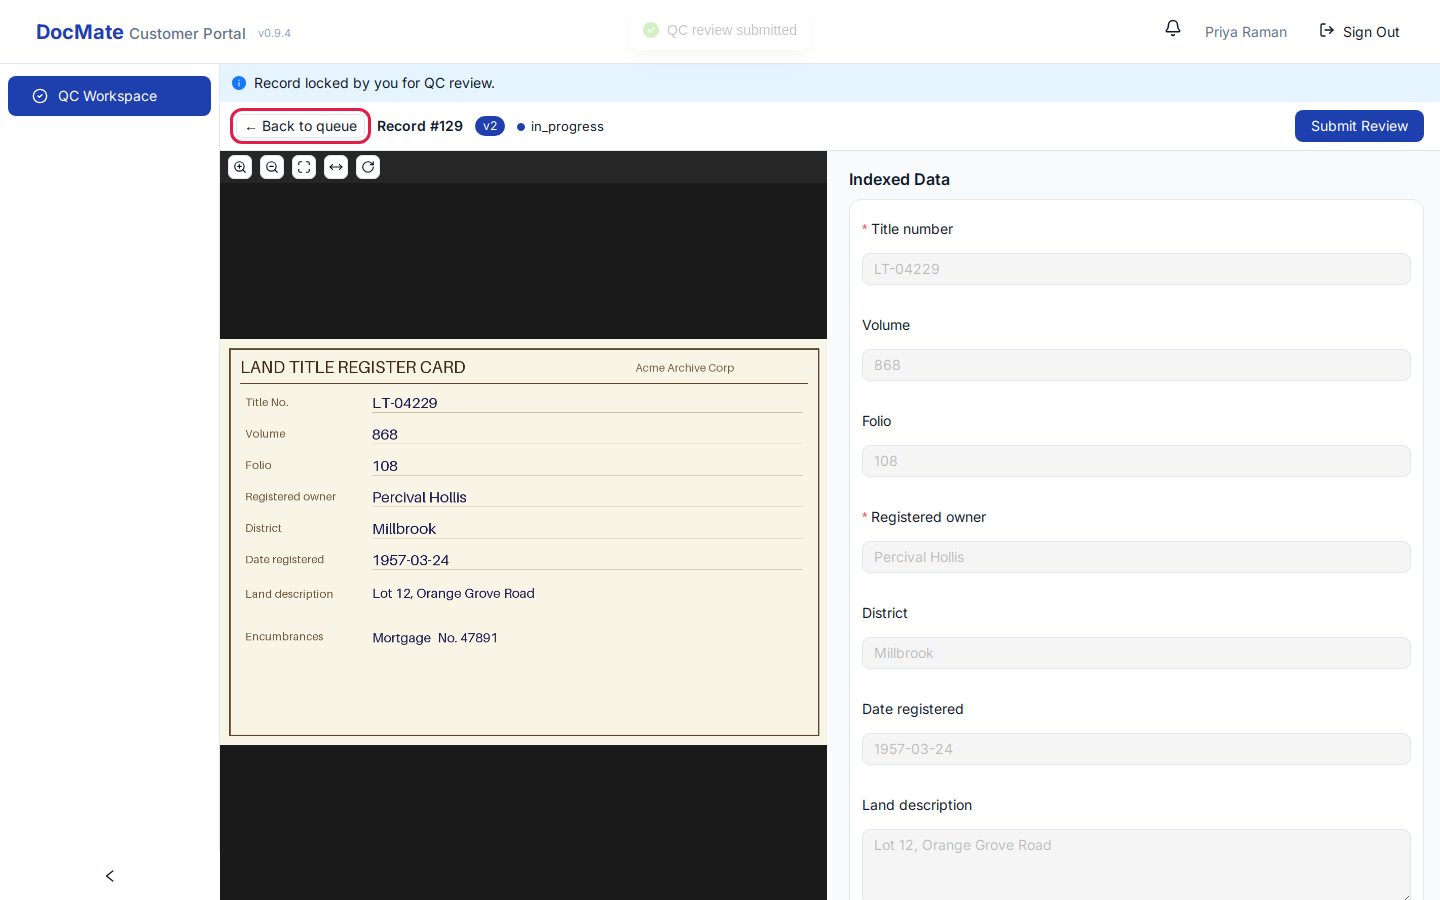 DocMate Customer Portal v0.9.4
QC review submitted
Priya Raman
Sign Out
QC Workspace
Record locked by you for QC review.
← Back to queue
Record #129
v2
in_progress
Submit Review
LAND TITLE REGISTER CARD
Acme Archive Corp
Title No. LT-04229
Volume 868
Folio 108
Registered owner Percival Hollis
District Millbrook
Date registered 1957-03-24
Land description Lot 12, Orange Grove Road
Encumbrances Mortgage No. 47891
Indexed Data
* Title number
LT-04229
Volume
868
Folio
108
* Registered owner
Percival Hollis
District
Millbrook
Date registered
1957-03-24
Land description
Lot 12, Orange Grove Road